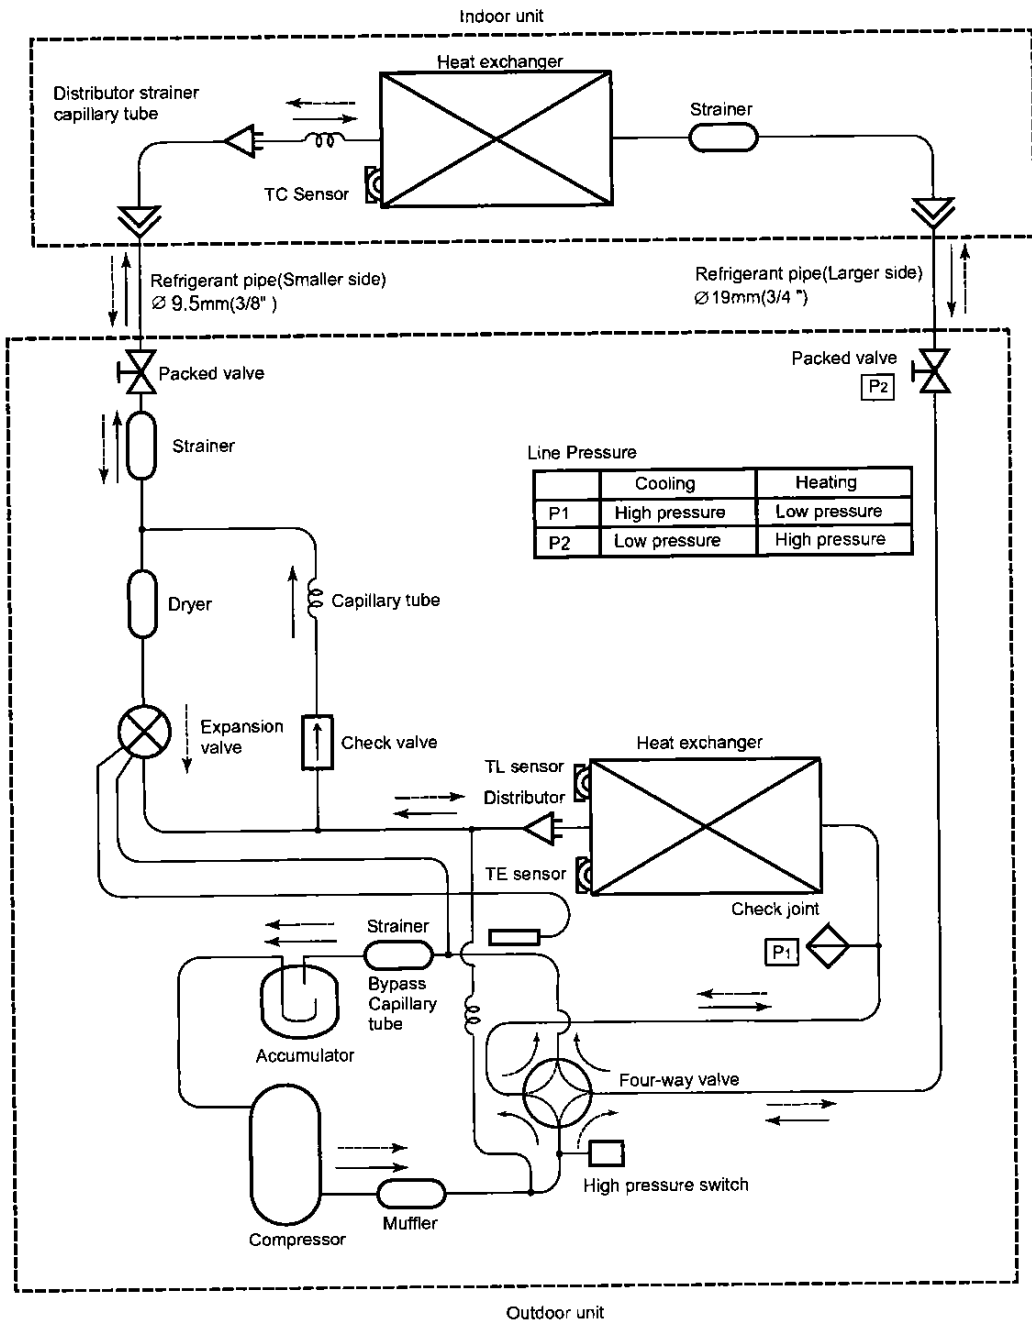 Indoor unit
Heat exchanger
Distributor strainer
capillary tube
Strainer
TC Sensor
Refrigerant pipe(Smaller side)
Ø 9.5mm(3/8" )
Refrigerant pipe(Larger side)
Ø 19mm(3/4 ")
Packed valve
Packed valve
P2
Strainer
Line Pressure
Cooling Heating
P1 High pressure Low pressure
P2 Low pressure High pressure
Dryer
Capillary tube
Expansion
valve
Check valve
Heat exchanger
TL sensor
Distributor
TE sensor
Check joint
P1
Strainer
Bypass
Capillary
tube
Accumulator
Four-way valve
High pressure switch
Muffler
Compressor
Outdoor unit